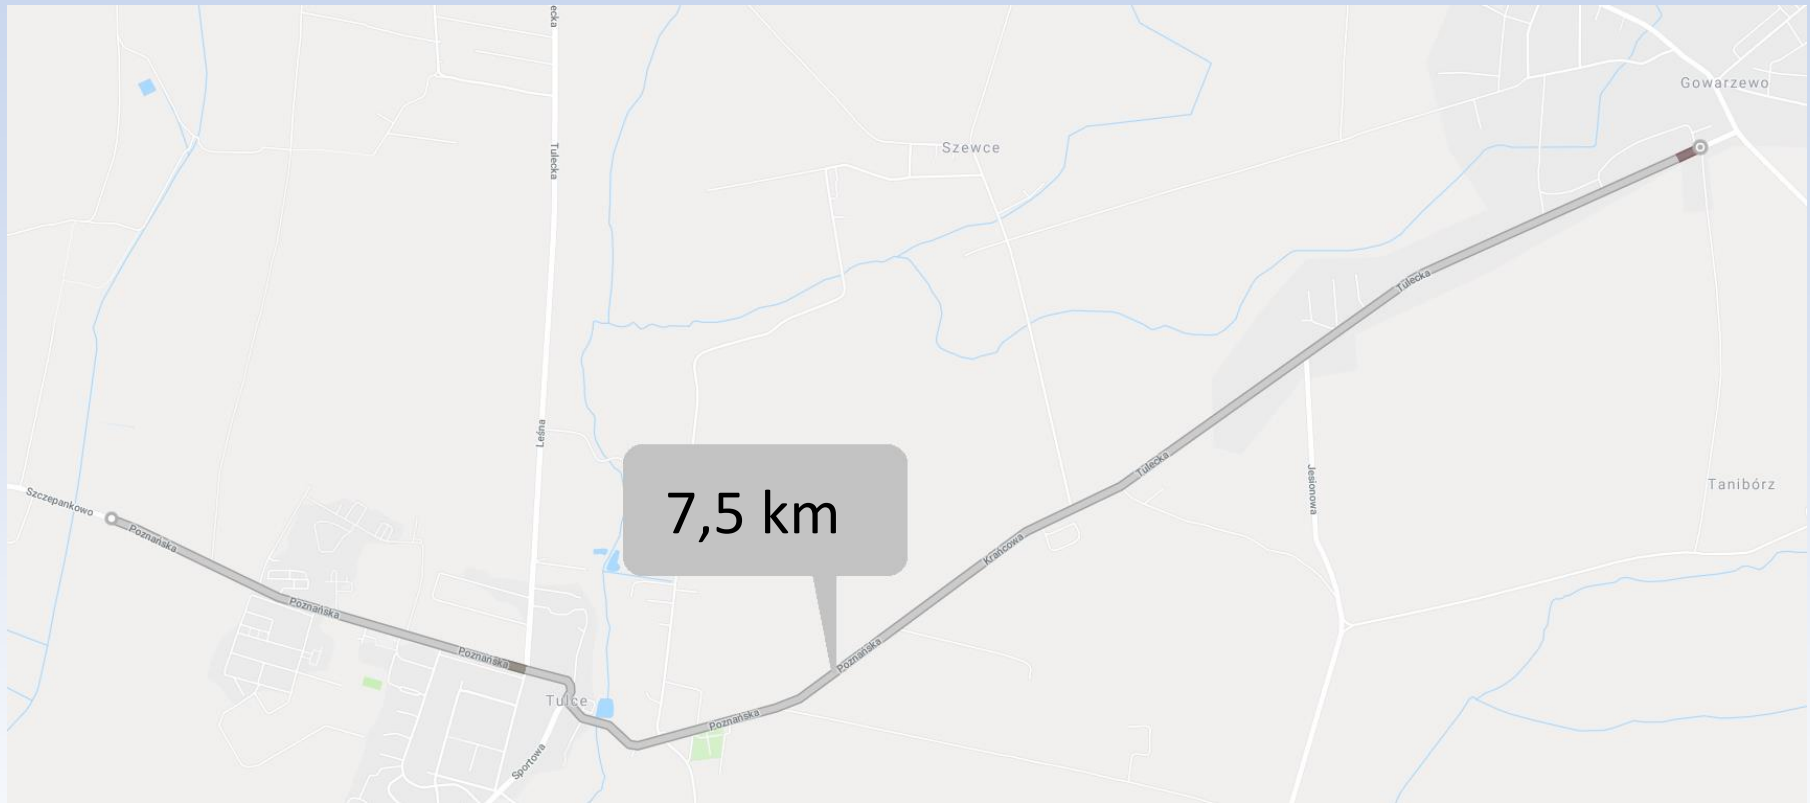 ecka
Gowarzewo
Szewce
Tulecka
Tulecka
Leśna
Tulecka
Jesionowa
Tanibórz
Szczepankowo
7,5 km
Poznańska
Krańcowa
Poznańska
Poznańska
Poznańska
Tulce
Poznańska
Sportowa